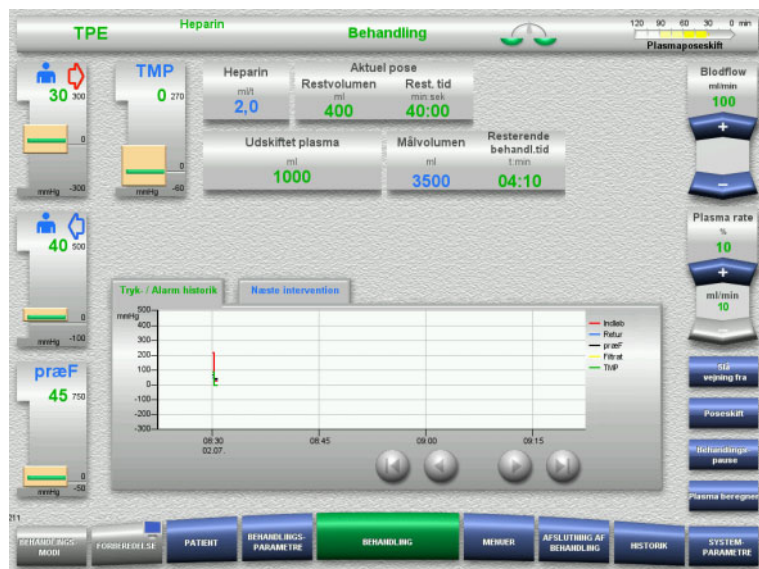 TPE
Heparin
Behandling
120 90 60 30 0 min
Plasmaposeskift
30 300
0
mmHg -300
TMP
0 270
0
mmHg -60
Heparin
ml/t
2,0
Aktuel pose
Restvolumen Rest. tid
ml min:sek
400 40:00
Udskiftet plasma
ml
1000
Målvolumen Resterende behandl.tid
ml t:min
3500 04:10
Blodflow
ml/min
100
+
–
40 500
0
mmHg -100
præF
45 750
0
mmHg -50
Plasma rate
%
10
+
ml/min
10
–
Tryk- / Alarm historik
Næste intervention
mmHg
500
400
300
200
100
0
-100
-200
-300
08:30 08:45 09:00 09:15
02.07.
Indløb
Retur
præF
Filtrat
TMP
Slå
vejning fra
Poseskift
Behandlings-
pause
Plasma beregner
211
BEHANDLINGS-
MODI
FORBEREDELSE
PATIENT
BEHANDLINGS-
PARAMETRE
BEHANDLING
MENUER
AFSLUTNING AF
BEHANDLING
HISTORIK
SYSTEM-
PARAMETRE